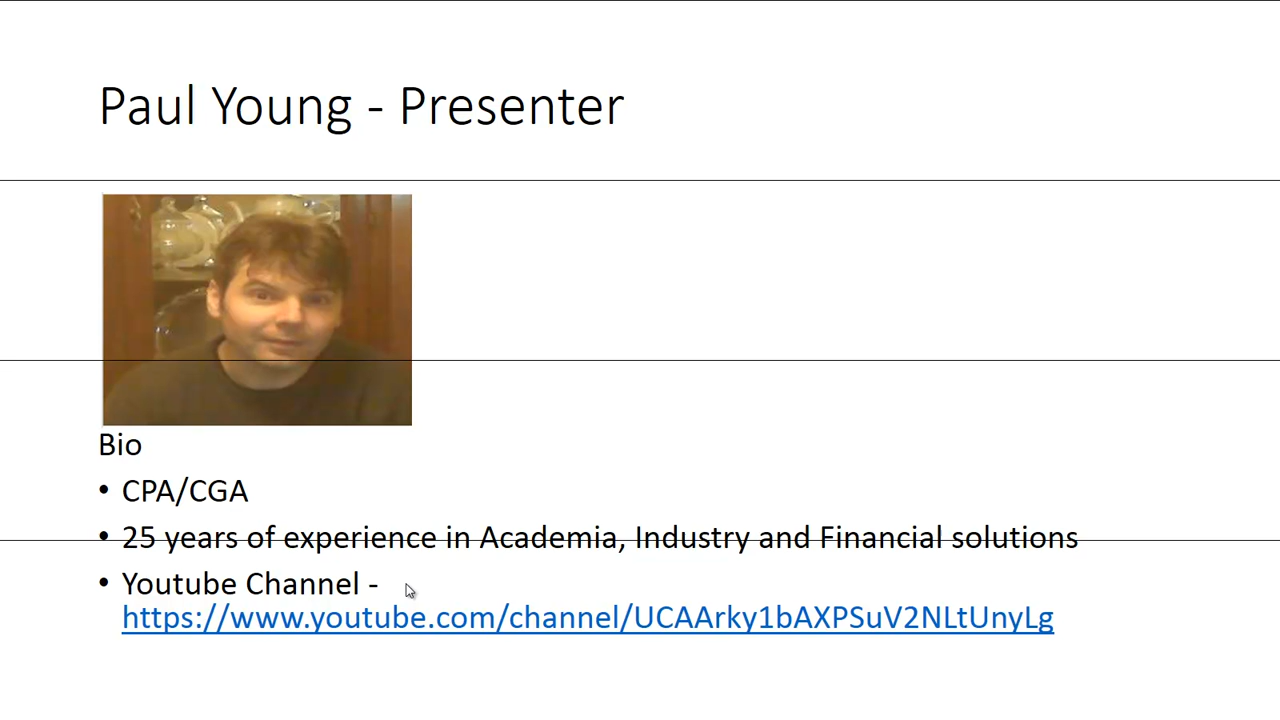 Paul Young - Presenter
Bio
• CPA/CGA
• 25 years of experience in Academia, Industry and Financial solutions
• Youtube Channel -
https://www.youtube.com/channel/UCAArky1bAXPSuV2NLtUnyLg